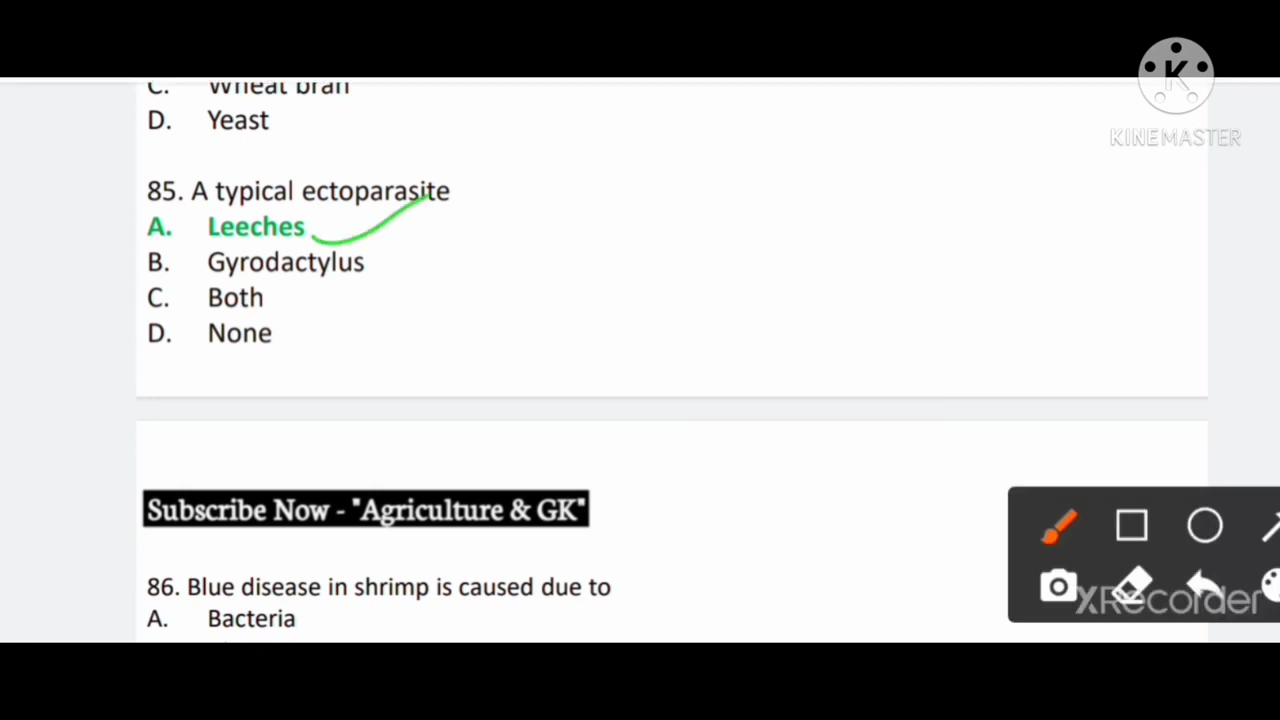 C. Wheat bran
D. Yeast
KINEMASTER
85. A typical ectoparasite
A. Leeches
B. Gyrodactylus
C. Both
D. None
Subscribe Now - "Agriculture & GK"
86. Blue disease in shrimp is caused due to
A. Bacteria
XRecorder